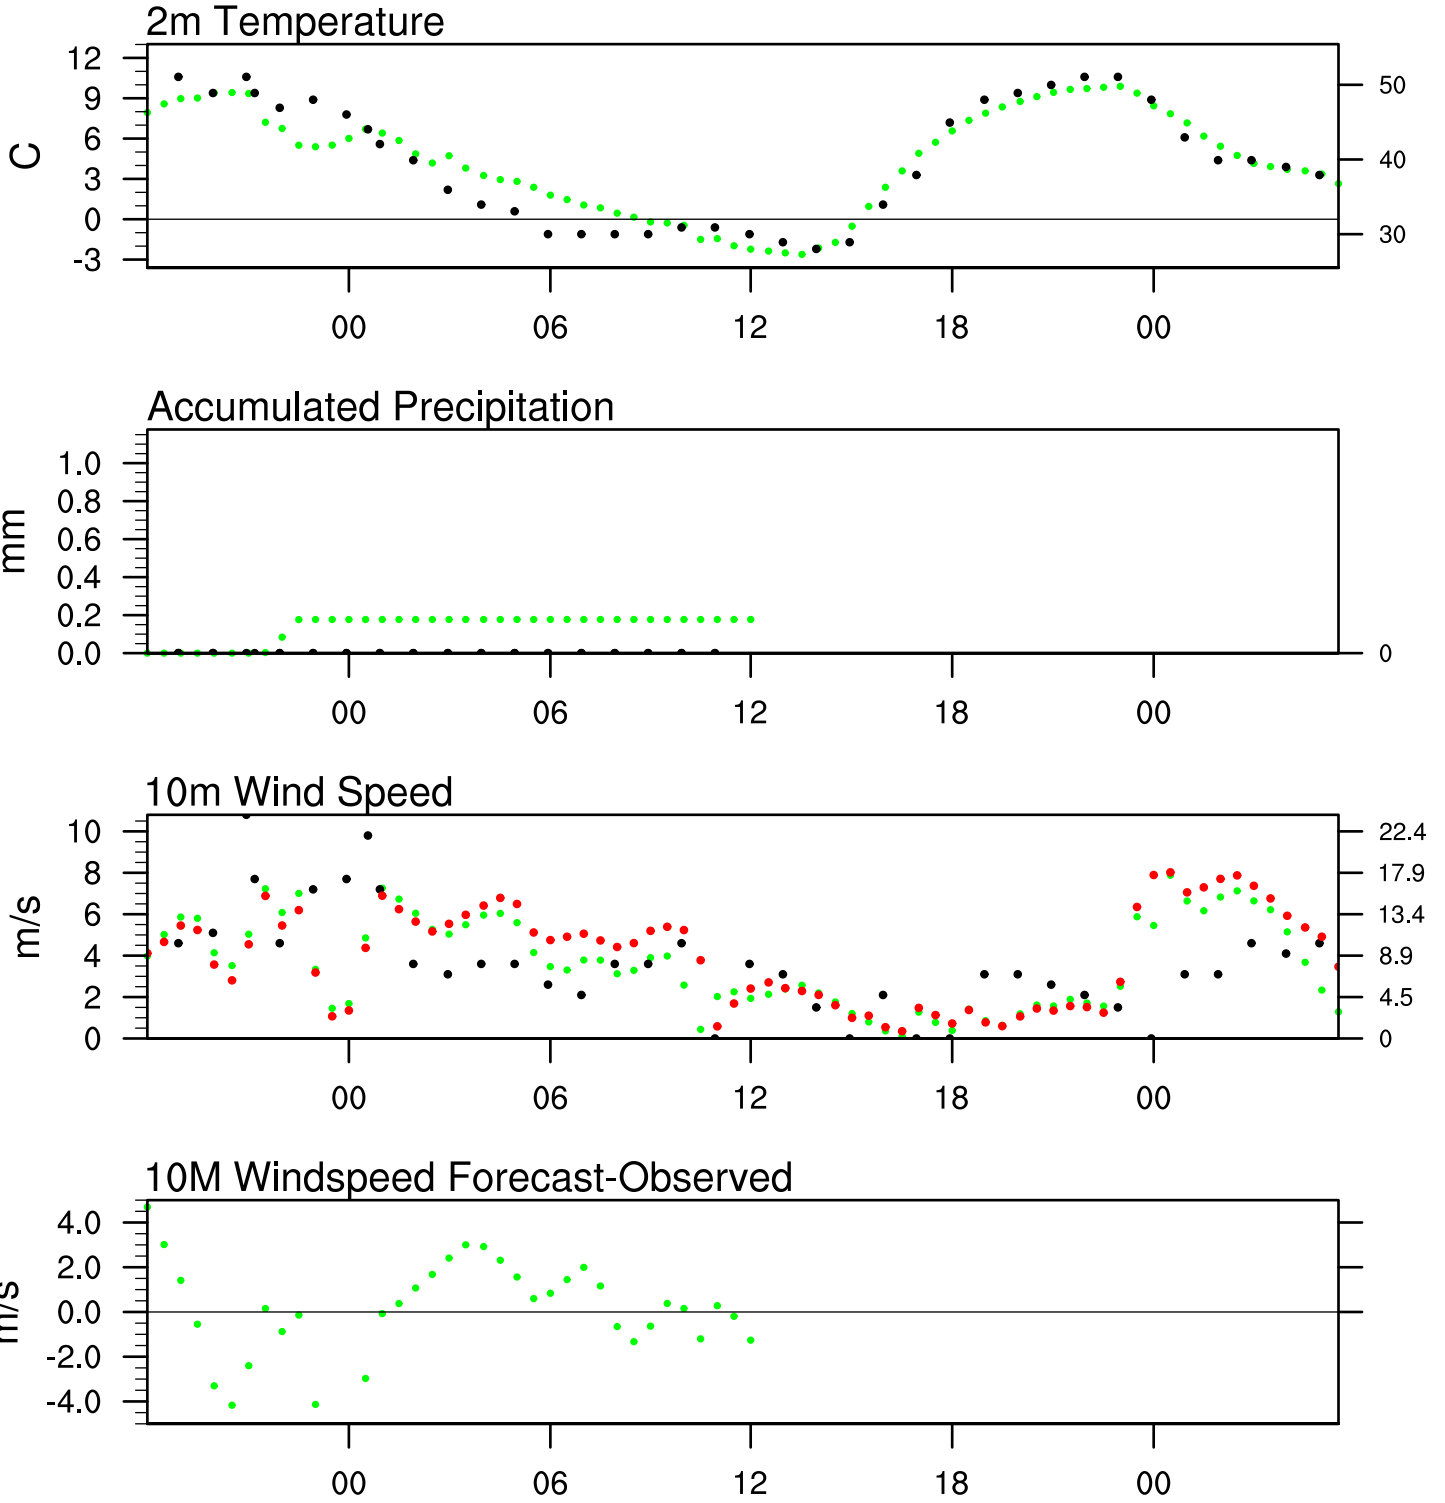 2m Temperature
12
9
6
3
0
-3
C
50
40
30
00 06 12 18 00
Accumulated Precipitation
1.0
0.8
0.6
0.4
0.2
0.0
mm
0
00 06 12 18 00
10m Wind Speed
10
8
6
4
2
0
m/s
22.4
17.9
13.4
8.9
4.5
0
00 06 12 18 00
10M Windspeed Forecast-Observed
4.0
2.0
0.0
-2.0
-4.0
m/s
00 06 12 18 00